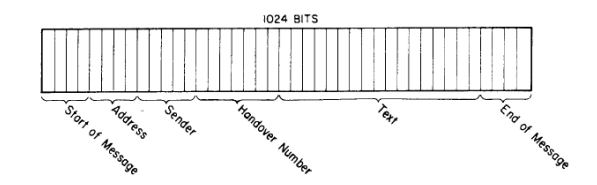 1024 BITS
Start of Message
Address
Sender
Handover Number
Text
End of Message